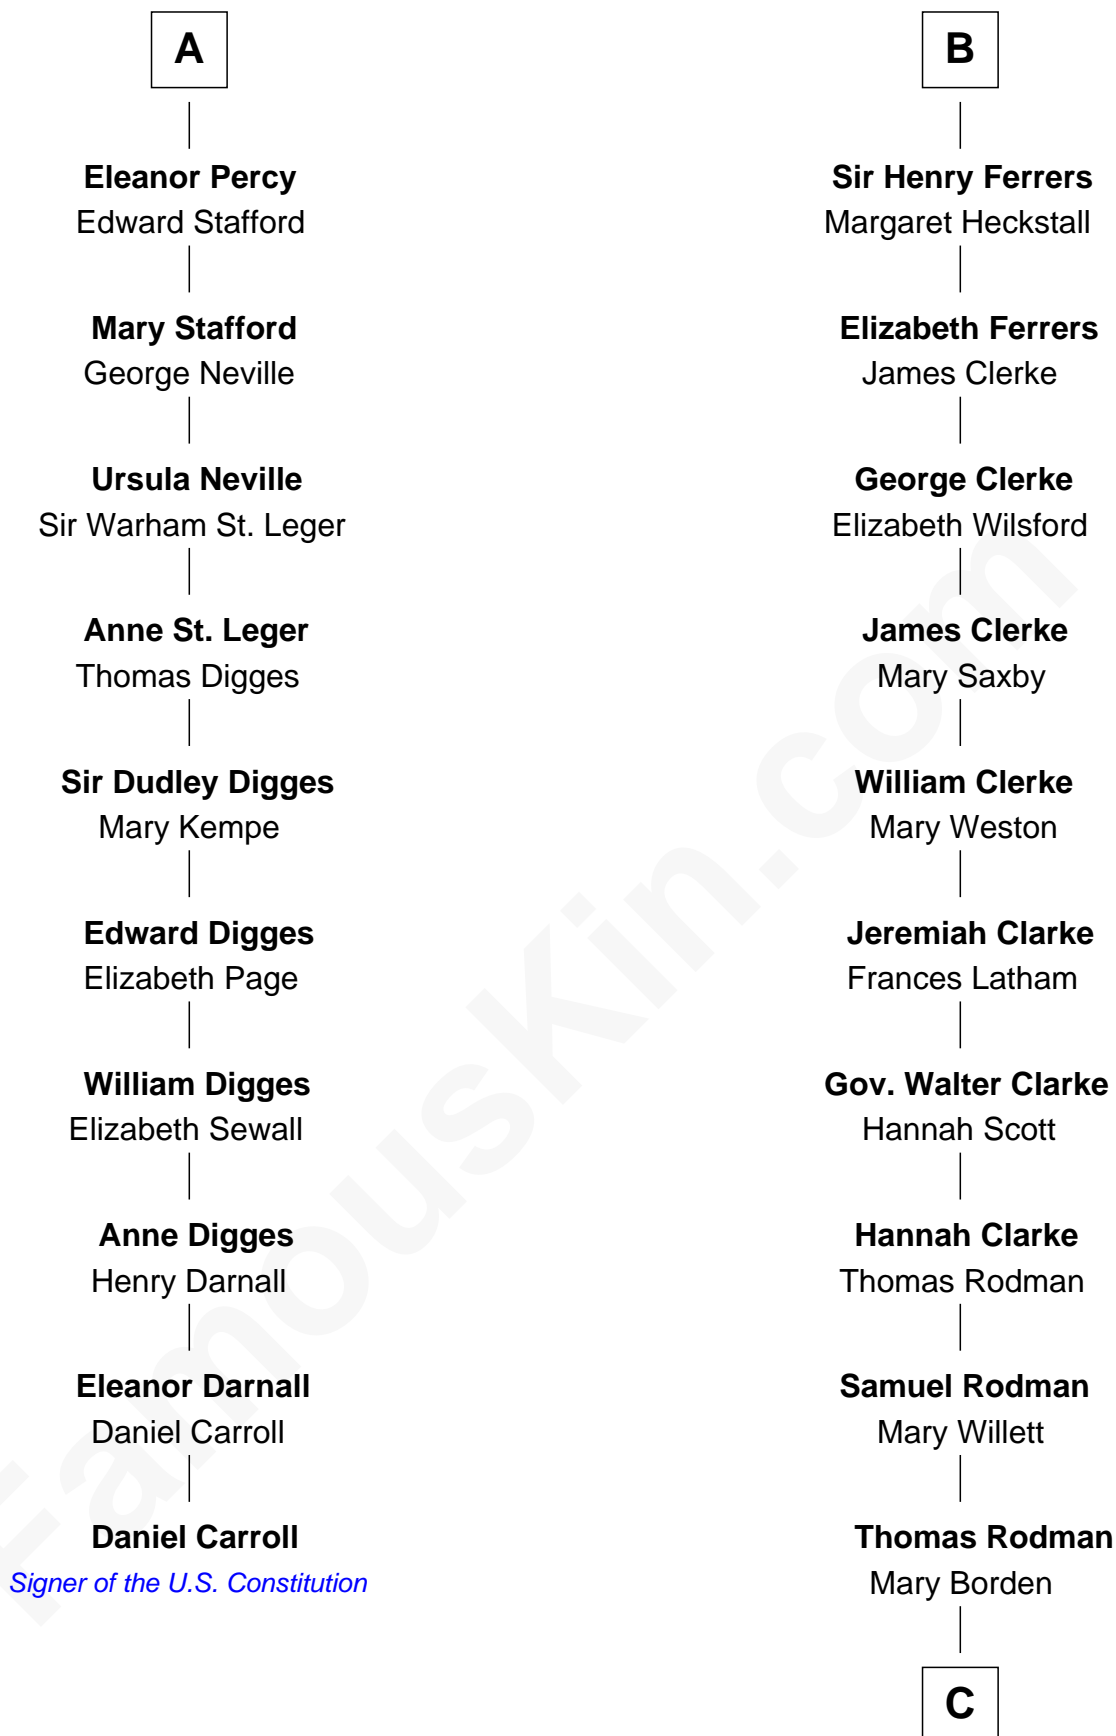 A
Eleanor Percy
Edward Stafford
Mary Stafford
George Neville
Ursula Neville
Sir Warham St. Leger
Anne St. Leger
Thomas Digges
Sir Dudley Digges
Mary Kempe
Edward Digges
Elizabeth Page
William Digges
Elizabeth Sewall
Anne Digges
Henry Darnall
Eleanor Darnall
Daniel Carroll
Daniel Carroll
Signer of the U.S. Constitution
B
Sir Henry Ferrers
Margaret Heckstall
Elizabeth Ferrers
James Clerke
George Clerke
Elizabeth Wilsford
James Clerke
Mary Saxby
William Clerke
Mary Weston
Jeremiah Clarke
Frances Latham
Gov. Walter Clarke
Hannah Scott
Hannah Clarke
Thomas Rodman
Samuel Rodman
Mary Willett
Thomas Rodman
Mary Borden
C
FamousKin.com